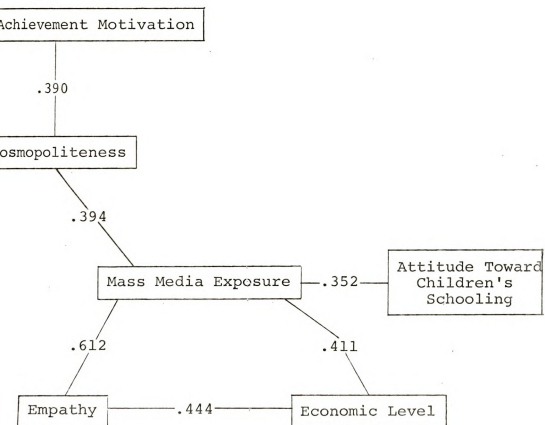 Achievement Motivation
.390
osmopoliteness
.394
Mass Media Exposure
.352
Attitude Toward
Children's
Schooling
.612
.411
Empathy
.444
Economic Level